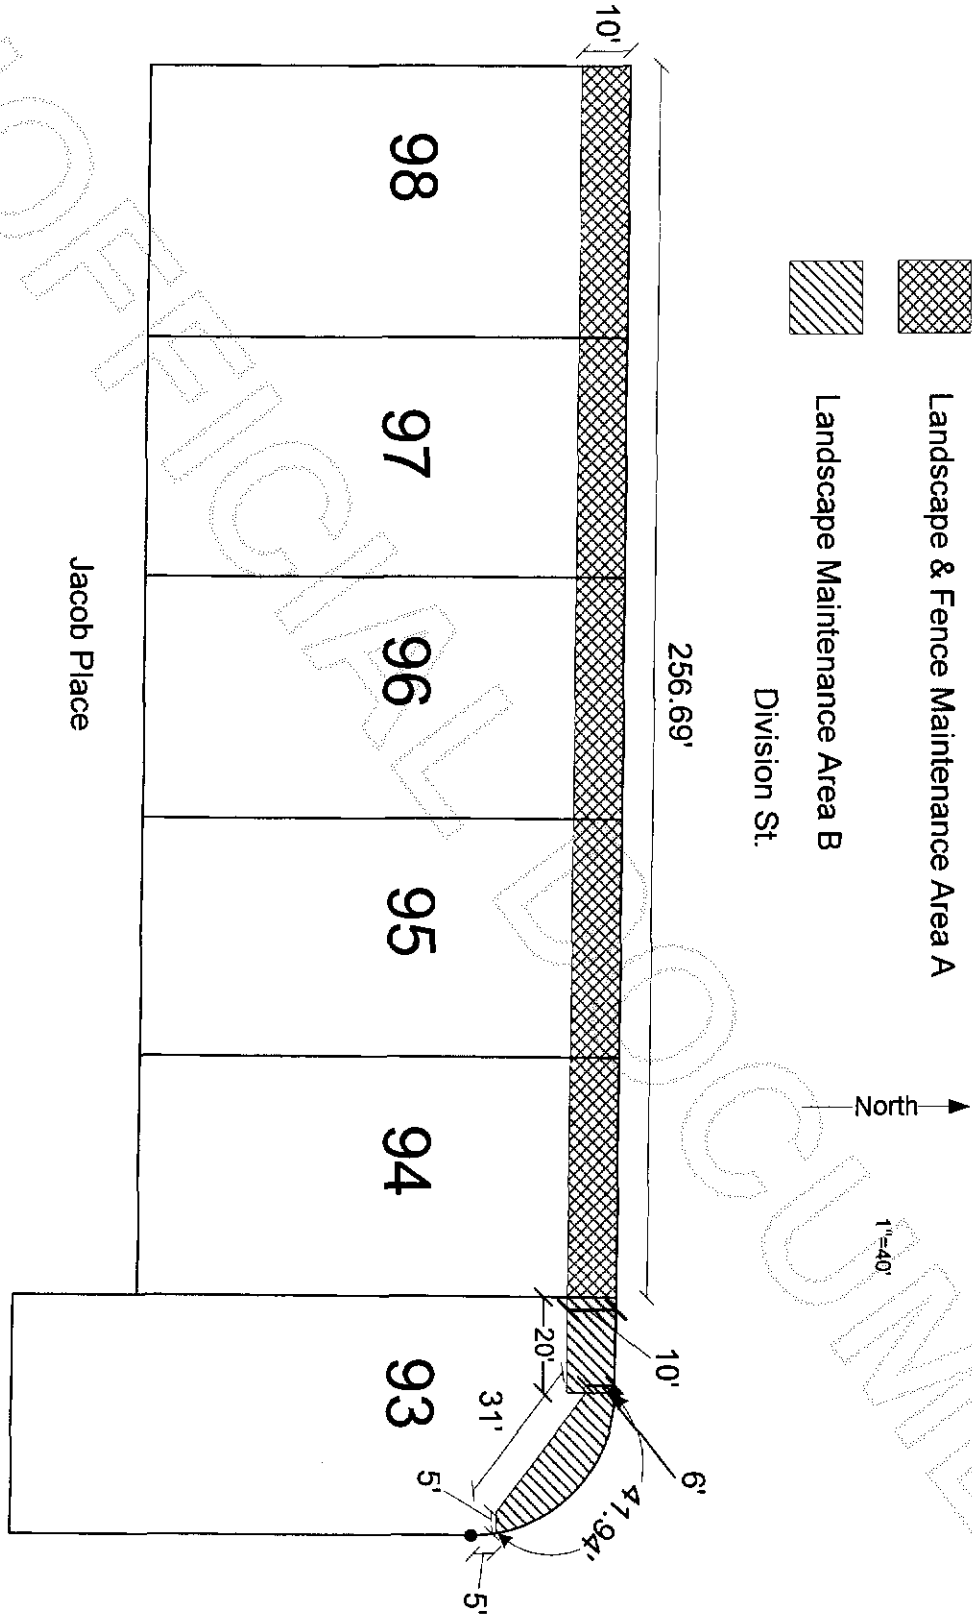 Landscape & Fence Maintenance Area A
Landscape Maintenance Area B
North
1"=40'
Division St.
256.69'
10'
98
97
96
95
94
93
10'
20'
6'
31'
41.94'
5'
5'
Jacob Place
OFFICIAL DOCUME